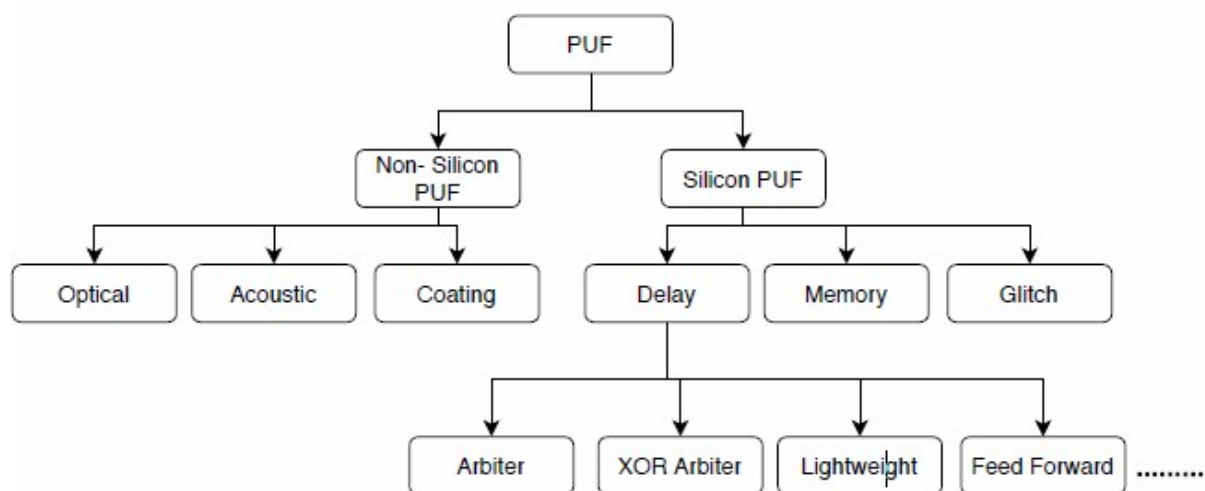 PUF
Non- Silicon
PUF
Silicon PUF
Optical
Acoustic
Coating
Delay
Memory
Glitch
Arbiter
XOR Arbiter
Lightweight
Feed Forward
..........